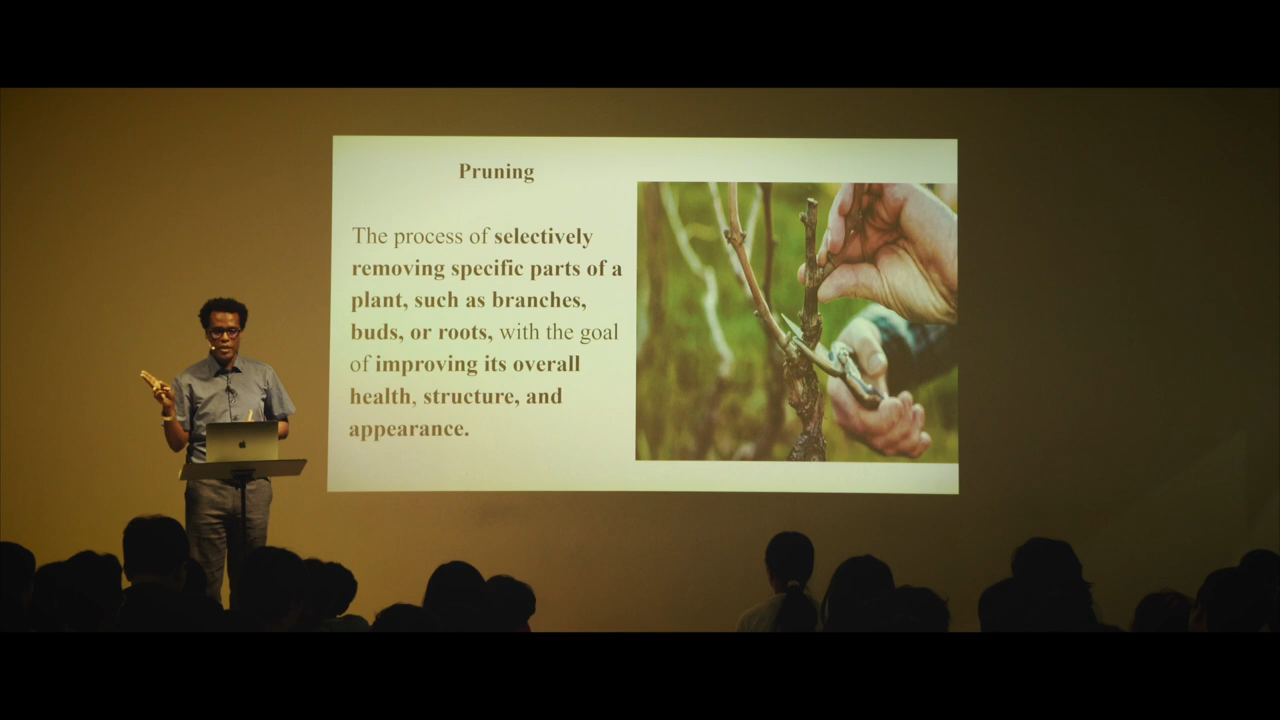 Pruning
The process of selectively
removing specific parts of a
plant, such as branches,
buds, or roots, with the goal
of improving its overall
health, structure, and
appearance.